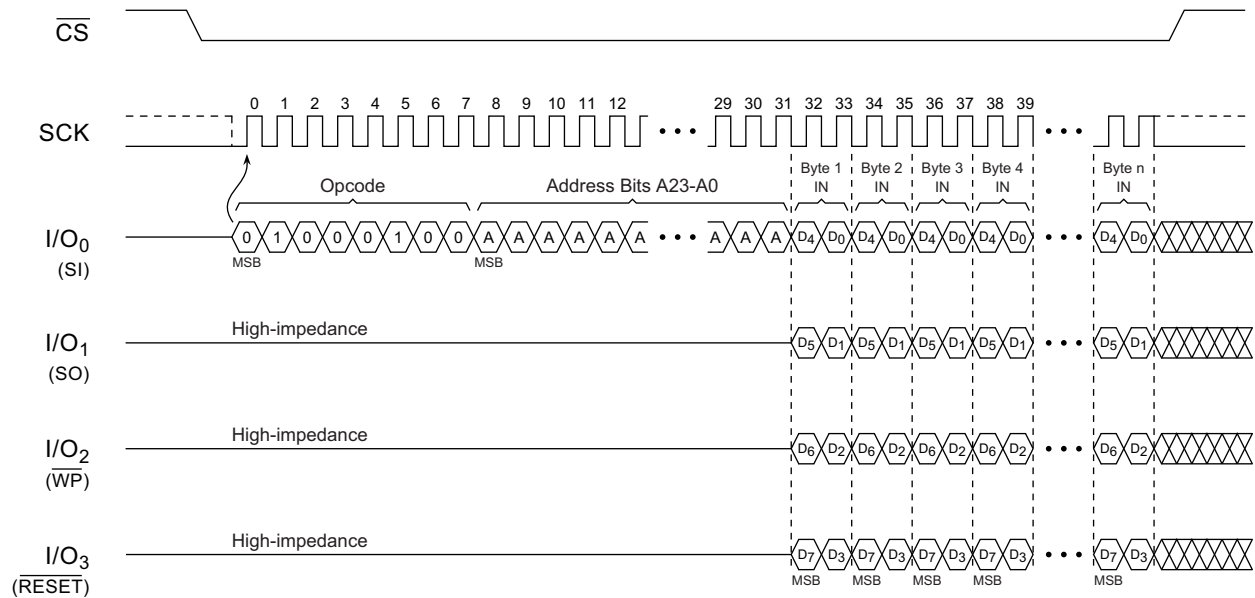 CS
0 1 2 3 4 5 6 7 8 9 10 11 12 29 30 31 32 33 34 35 36 37 38 39
SCK
Opcode Address Bits A23-A0 Byte 1 IN Byte 2 IN Byte 3 IN Byte 4 IN Byte n IN
I/O0 (SI)
0 1 0 0 0 1 0 0 A A A A A A A A A D4 D0 D4 D0 D4 D0 D4 D0 D4 D0
MSB MSB
High-impedance
I/O1 (SO)
D5 D1 D5 D1 D5 D1 D5 D1 D5 D1
High-impedance
I/O2 (WP)
D6 D2 D6 D2 D6 D2 D6 D2 D6 D2
High-impedance
I/O3 (RESET)
D7 D3 D7 D3 D7 D3 D7 D3 D7 D3
MSB MSB MSB MSB MSB